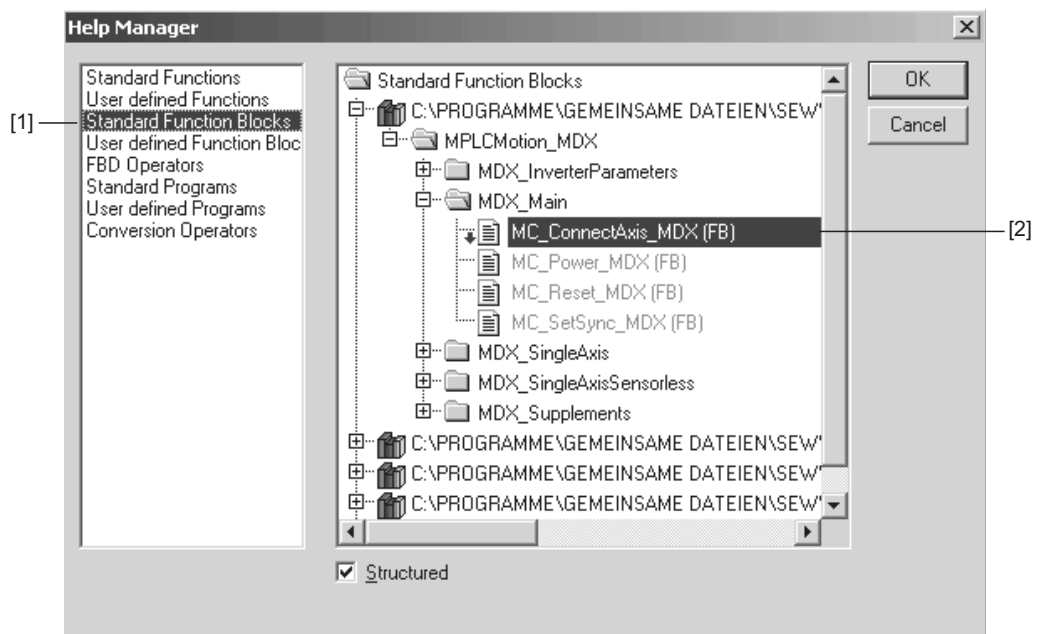 Help Manager
Standard Functions
User defined Functions
[1]
Standard Function Blocks
User defined Function Bloc
FBD Operators
Standard Programs
User defined Programs
Conversion Operators
Standard Function Blocks
C:\PROGRAMME\GEMEINSAME DATEIEN\SEW'
MPLCMotion_MDX
MDX_InverterParameters
MDX_Main
MC_ConnectAxis_MDX (FB)
[2]
MC_Power_MDX (FB)
MC_Reset_MDX (FB)
MC_SetSync_MDX (FB)
MDX_SingleAxis
MDX_SingleAxisSensorless
MDX_Supplements
C:\PROGRAMME\GEMEINSAME DATEIEN\SEW'
C:\PROGRAMME\GEMEINSAME DATEIEN\SEW'
C:\PROGRAMME\GEMEINSAME DATEIEN\SEW'
OK
Cancel
Structured